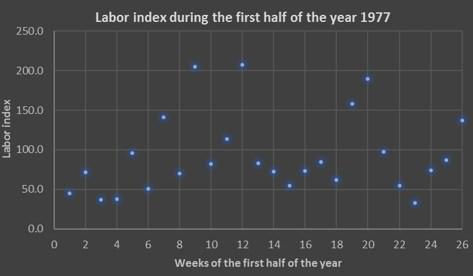 Labor index during the first half of the year 1977
250.0
200.0
150.0
100.0
50.0
0.0
Labor index
0 2 4 6 8 10 12 14 16 18 20 22 24 26
Weeks of the first half of the year